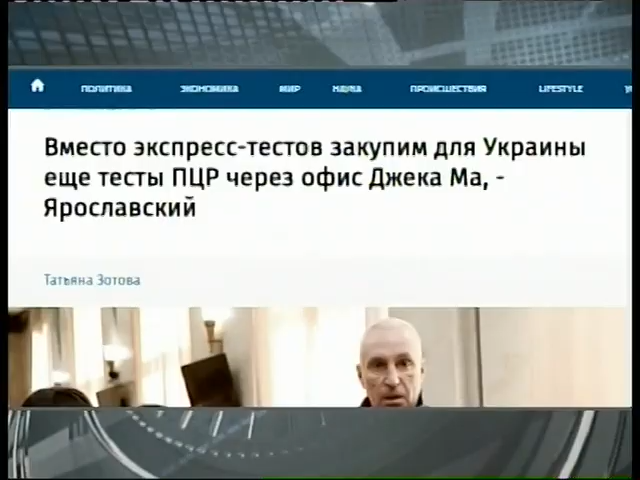 ПОЛИТИКА ЭКОНОМИКА МИР НАУКА ПРОИСШЕСТВИЯ LIFESTYLE
Вместо экспресс-тестов закупим для Украины
еще тесты ПЦР через офис Джека Ма, -
Ярославский
Татьяна Зотова